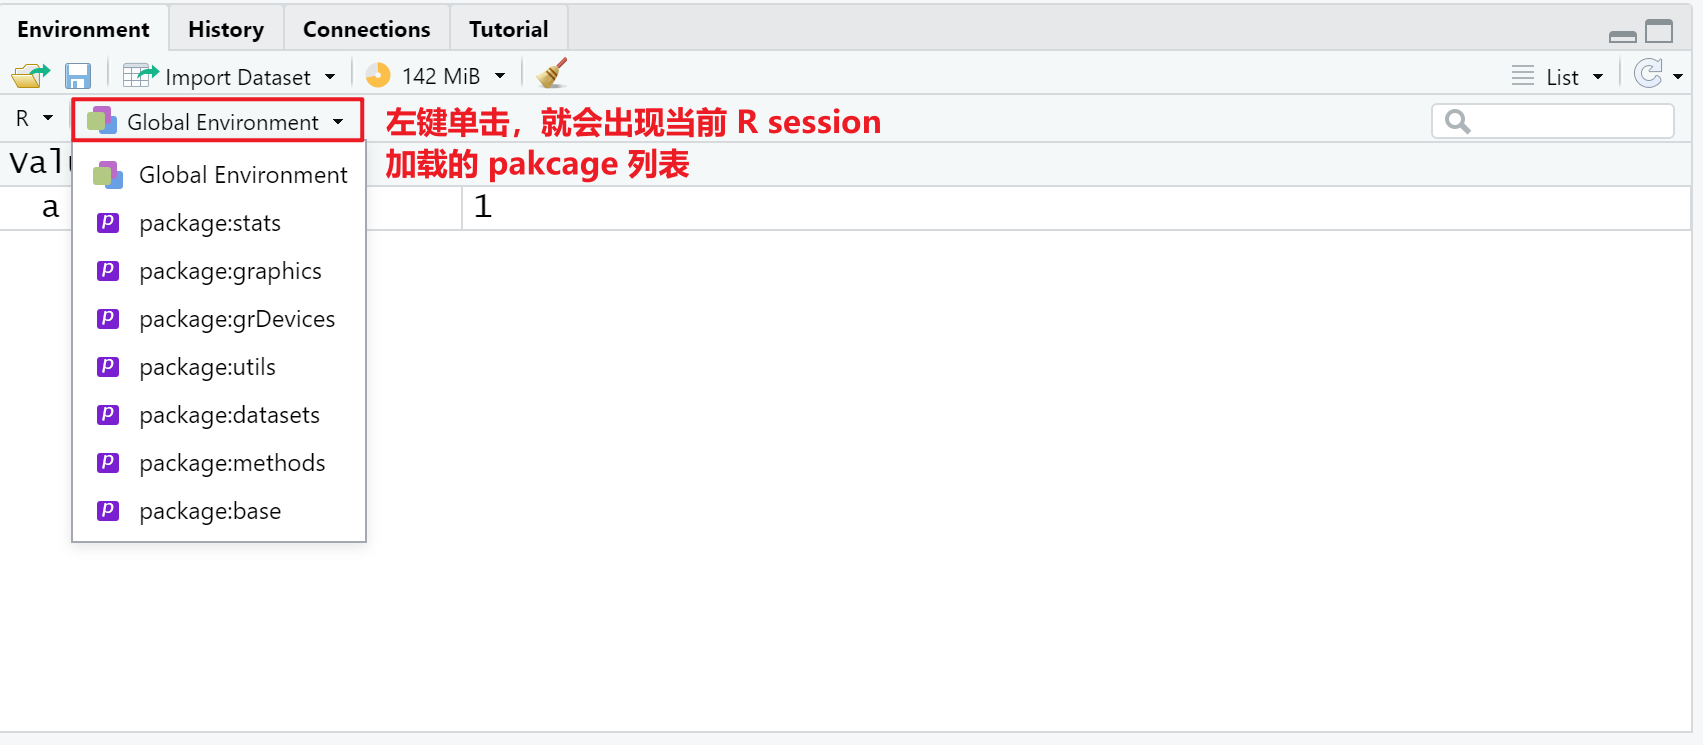 Environment History Connections Tutorial
Import Dataset 142 MiB List
R Global Environment 左键单击，就会出现当前 R session
加载的 pakcage 列表
Global Environment
a 1
package:stats
package:graphics
package:grDevices
package:utils
package:datasets
package:methods
package:base